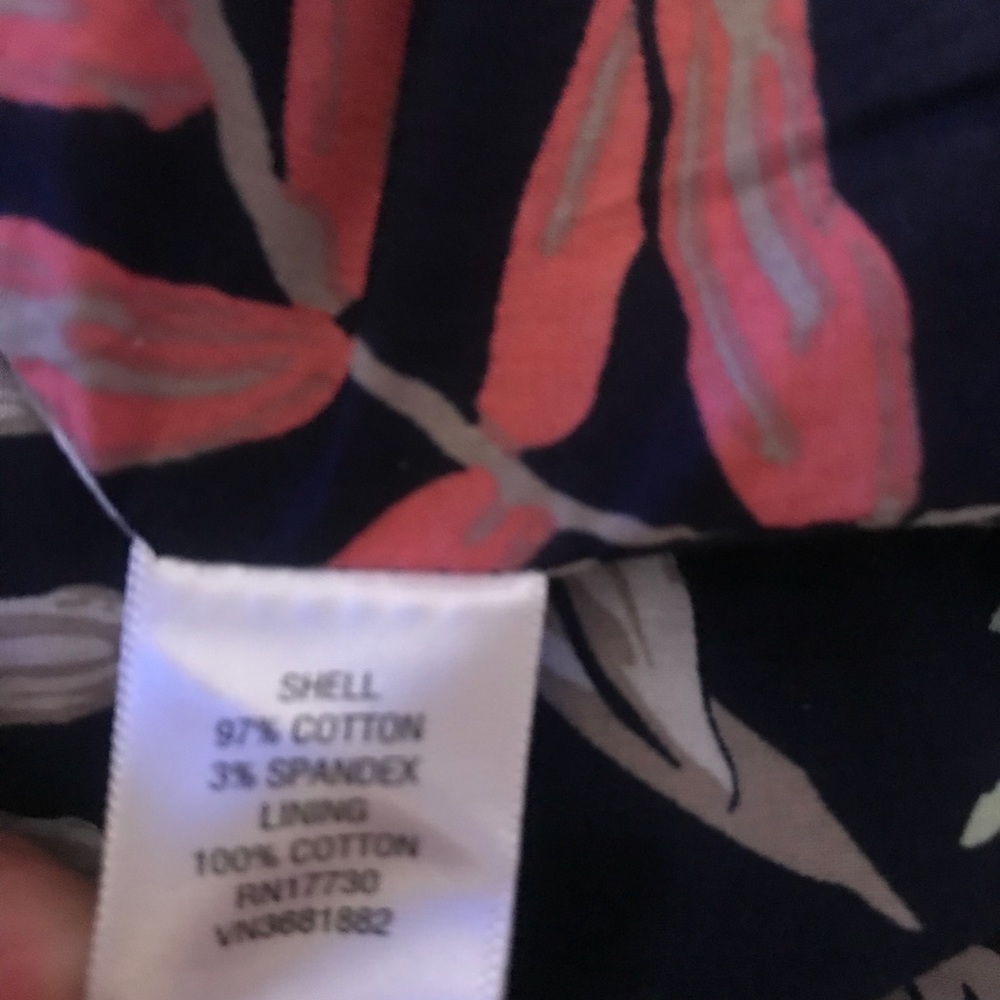 SHELL
97% COTTON
3% SPANDEX
LINING
100% COTTON
RN17730
VN3681882